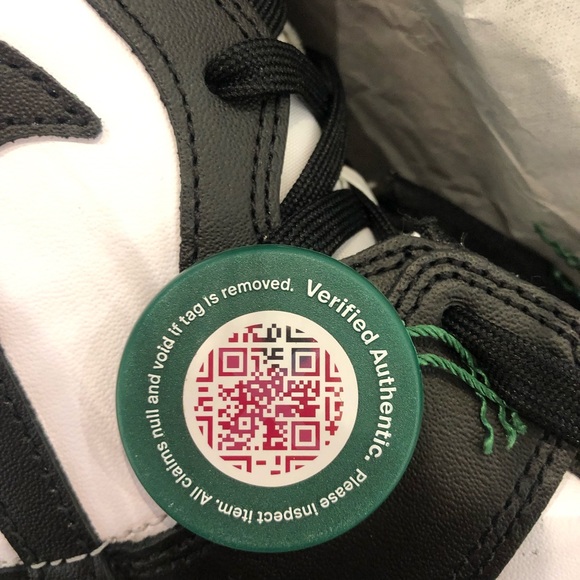 Verified Authentic. Please inspect item. All claims null and void if tag is removed.